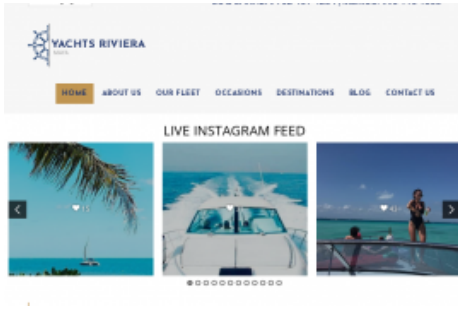 YACHTS RIVIERA
HOME ABOUT US OUR FLEET OCCASIONS DESTINATIONS BLOG CONTACT US
LIVE INSTAGRAM FEED